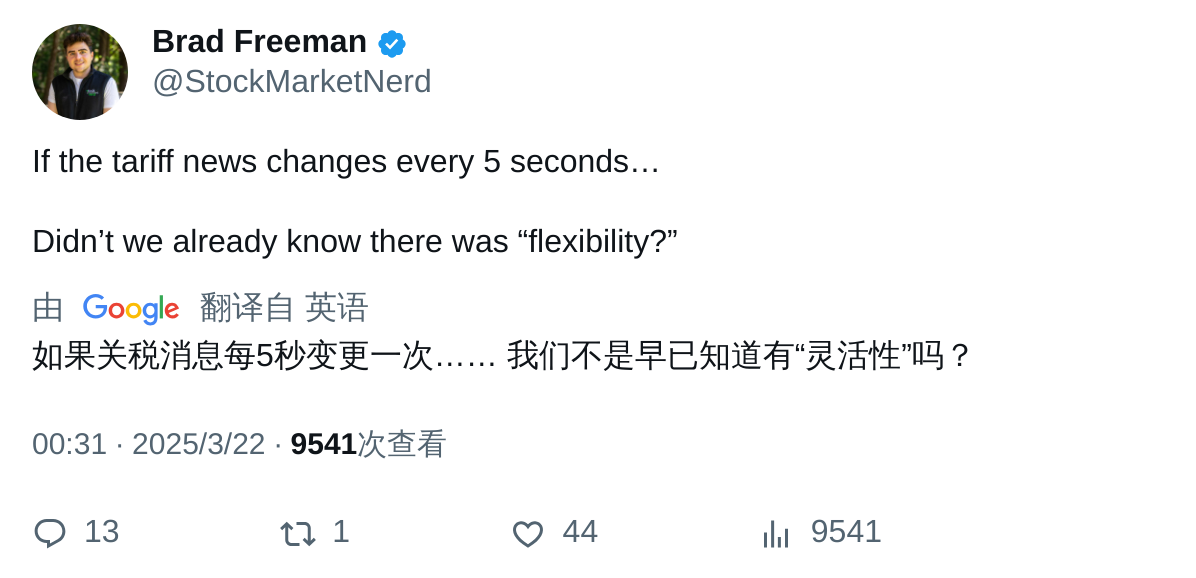 Brad Freeman
@StockMarketNerd
If the tariff news changes every 5 seconds…
Didn’t we already know there was “flexibility?”
由 Google 翻译自 英语
如果关税消息每5秒变更一次…… 我们不是早已知道有“灵活性”吗？
00:31 · 2025/3/22 · 9541次查看
13 1 44 9541